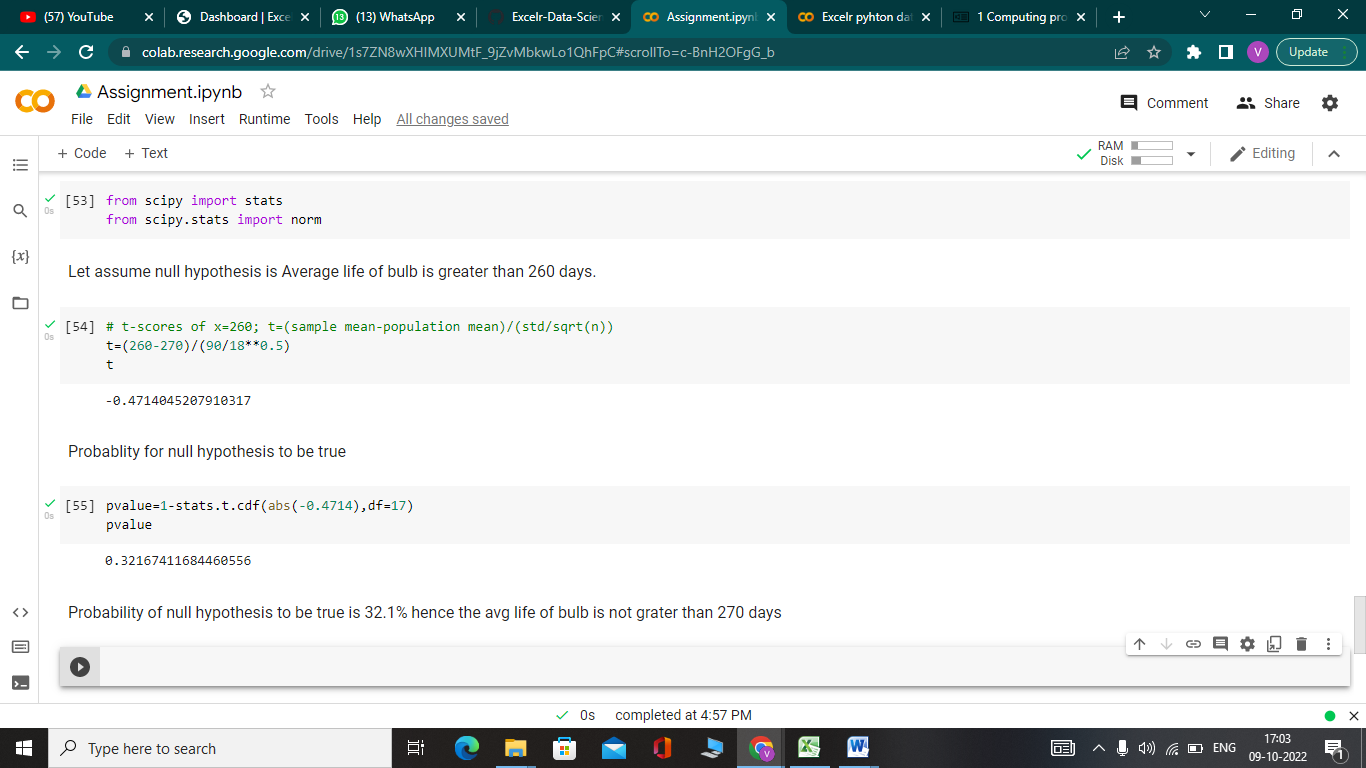 (57) YouTube
Dashboard | Exce
13 (13) WhatsApp
Excelr-Data-Scien
Assignment.ipyn
Excelr pyhton dat
1 Computing pro
colab.research.google.com/drive/1s7ZN8wXHIMXUMtF_9jZvMbkwLo1QhFpC#scrollTo=c-BnH2OFgG_b
V
Update
Assignment.ipynb
Comment
Share
File Edit View Insert Runtime Tools Help All changes saved
+ Code + Text
RAM
Disk
Editing
[53] from scipy import stats
0s
from scipy.stats import norm
{x}
Let assume null hypothesis is Average life of bulb is greater than 260 days.
[54] # t-scores of x=260; t=(sample mean-population mean)/(std/sqrt(n))
0s
t=(260-270)/(90/18**0.5)
t
-0.4714045207910317
Probablity for null hypothesis to be true
[55] pvalue=1-stats.t.cdf(abs(-0.4714),df=17)
0s
pvalue
0.32167411684460556
Probability of null hypothesis to be true is 32.1% hence the avg life of bulb is not grater than 270 days
0s completed at 4:57 PM
Type here to search
V
ENG
17:03
09-10-2022
1